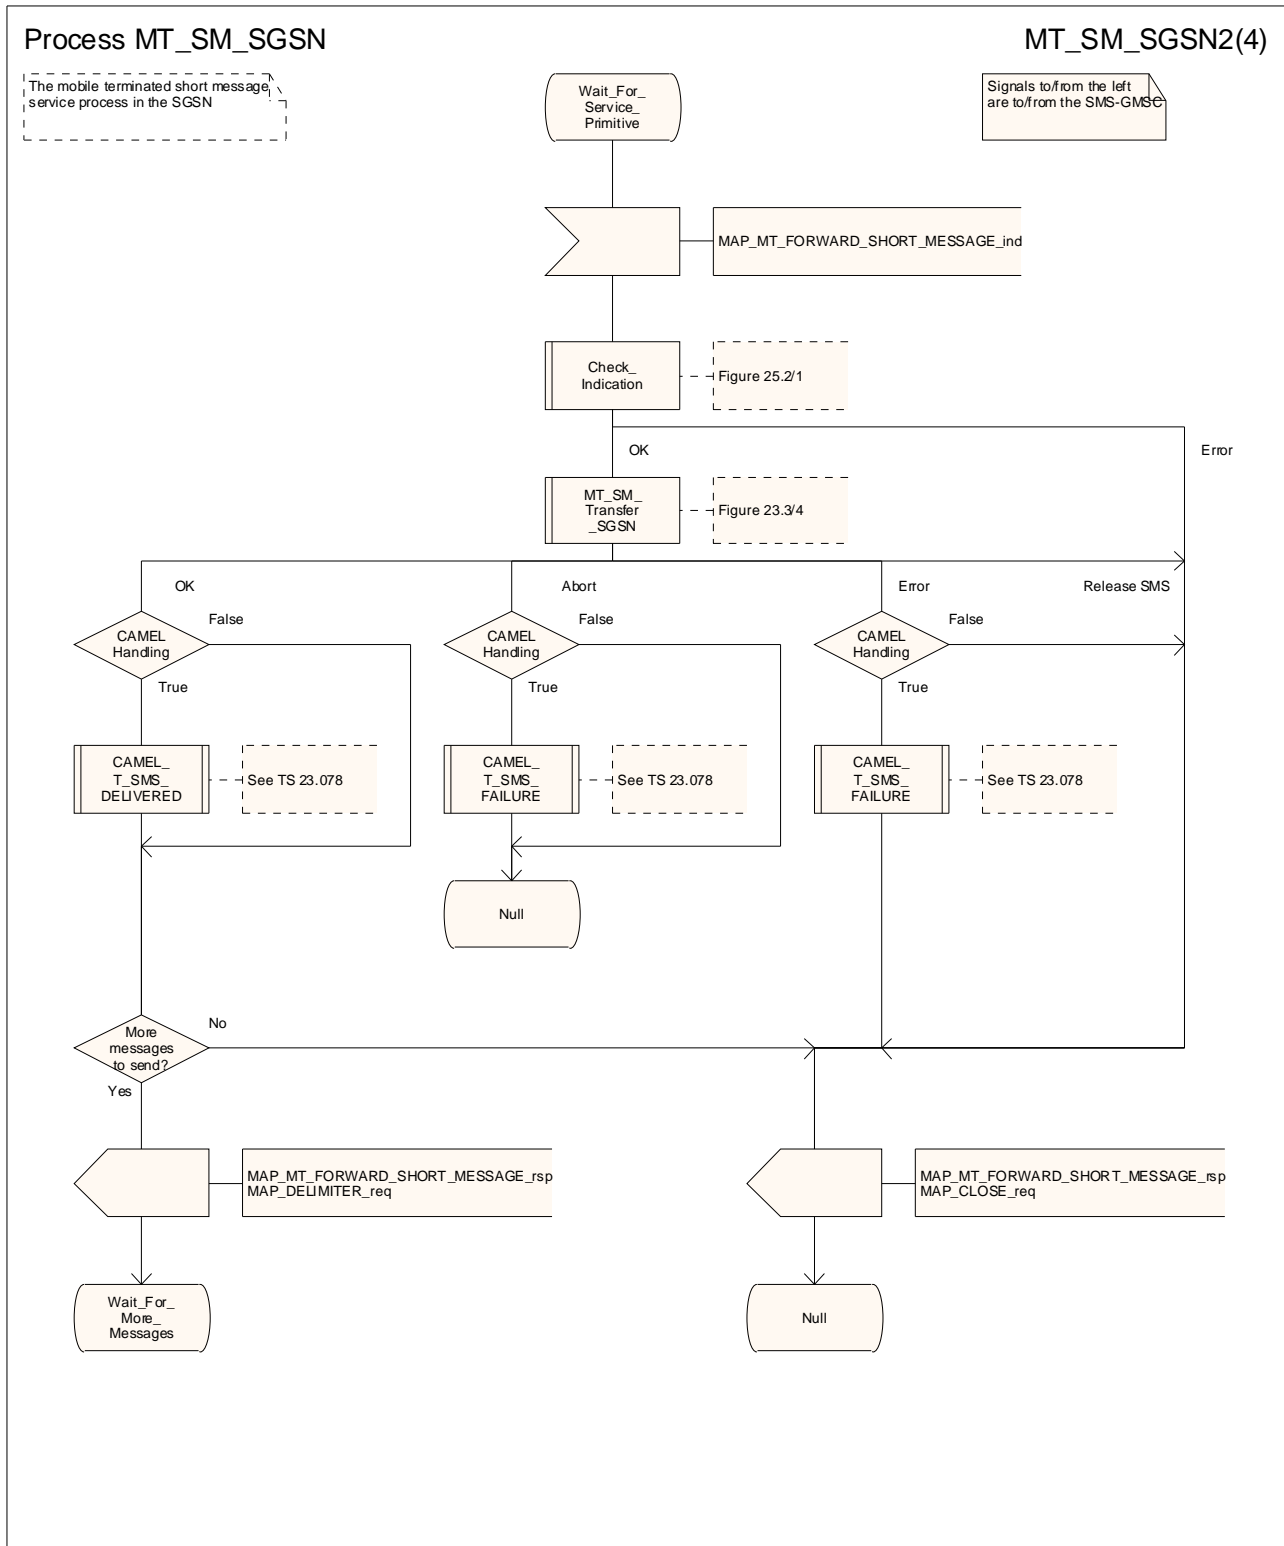 Process MT_SM_SGSN
MT_SM_SGSN2(4)
The mobile terminated short message
service process in the SGSN
Wait_For_
Service_
Primitive
Signals to/from the left
are to/from the SMS-GMSC
MAP_MT_FORWARD_SHORT_MESSAGE_ind
Check_
Indication
Figure 25.2/1
OK
Error
MT_SM_
Transfer
_SGSN
Figure 23.3/4
OK
Abort
Error
Release SMS
CAMEL
Handling
False
CAMEL
Handling
False
CAMEL
Handling
False
True
True
True
CAMEL_
T_SMS_
DELIVERED
See TS 23.078
CAMEL_
T_SMS_
FAILURE
See TS 23.078
CAMEL_
T_SMS_
FAILURE
See TS 23.078
Null
More
messages
to send?
No
Yes
MAP_MT_FORWARD_SHORT_MESSAGE_rsp
MAP_DELIMITER_req
MAP_MT_FORWARD_SHORT_MESSAGE_rsp
MAP_CLOSE_req
Wait_For_
More_
Messages
Null